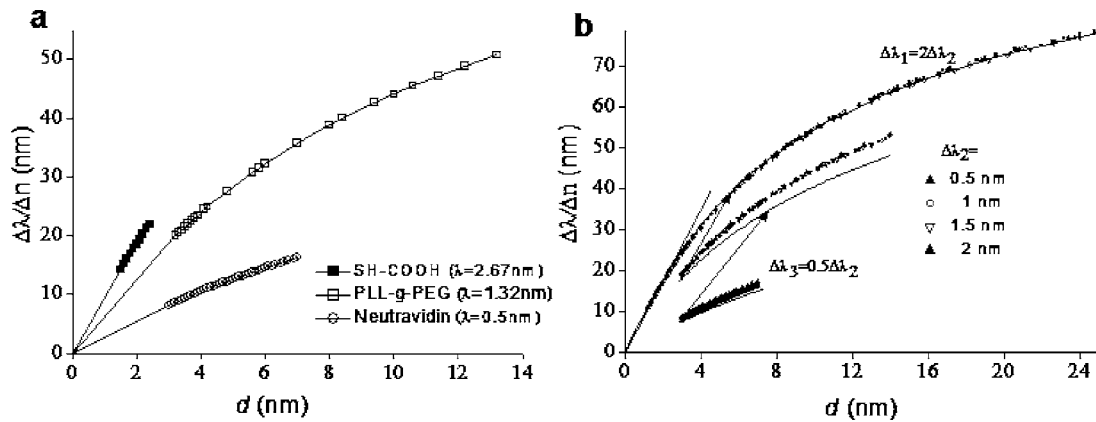 a
Δλ/Δn (nm)
50
40
30
20
10
0
SH-COOH (λ=2.67nm)
PLL-g-PEG (λ=1.32nm)
Neutravidin (λ=0.5nm)
0 2 4 6 8 10 12 14
d (nm)
b
Δλ/Δn (nm)
70
60
50
40
30
20
10
0
Δλ1=2Δλ2
Δλ2=
0.5 nm
1 nm
1.5 nm
2 nm
Δλ3=0.5Δλ2
0 4 8 12 16 20 24
d (nm)